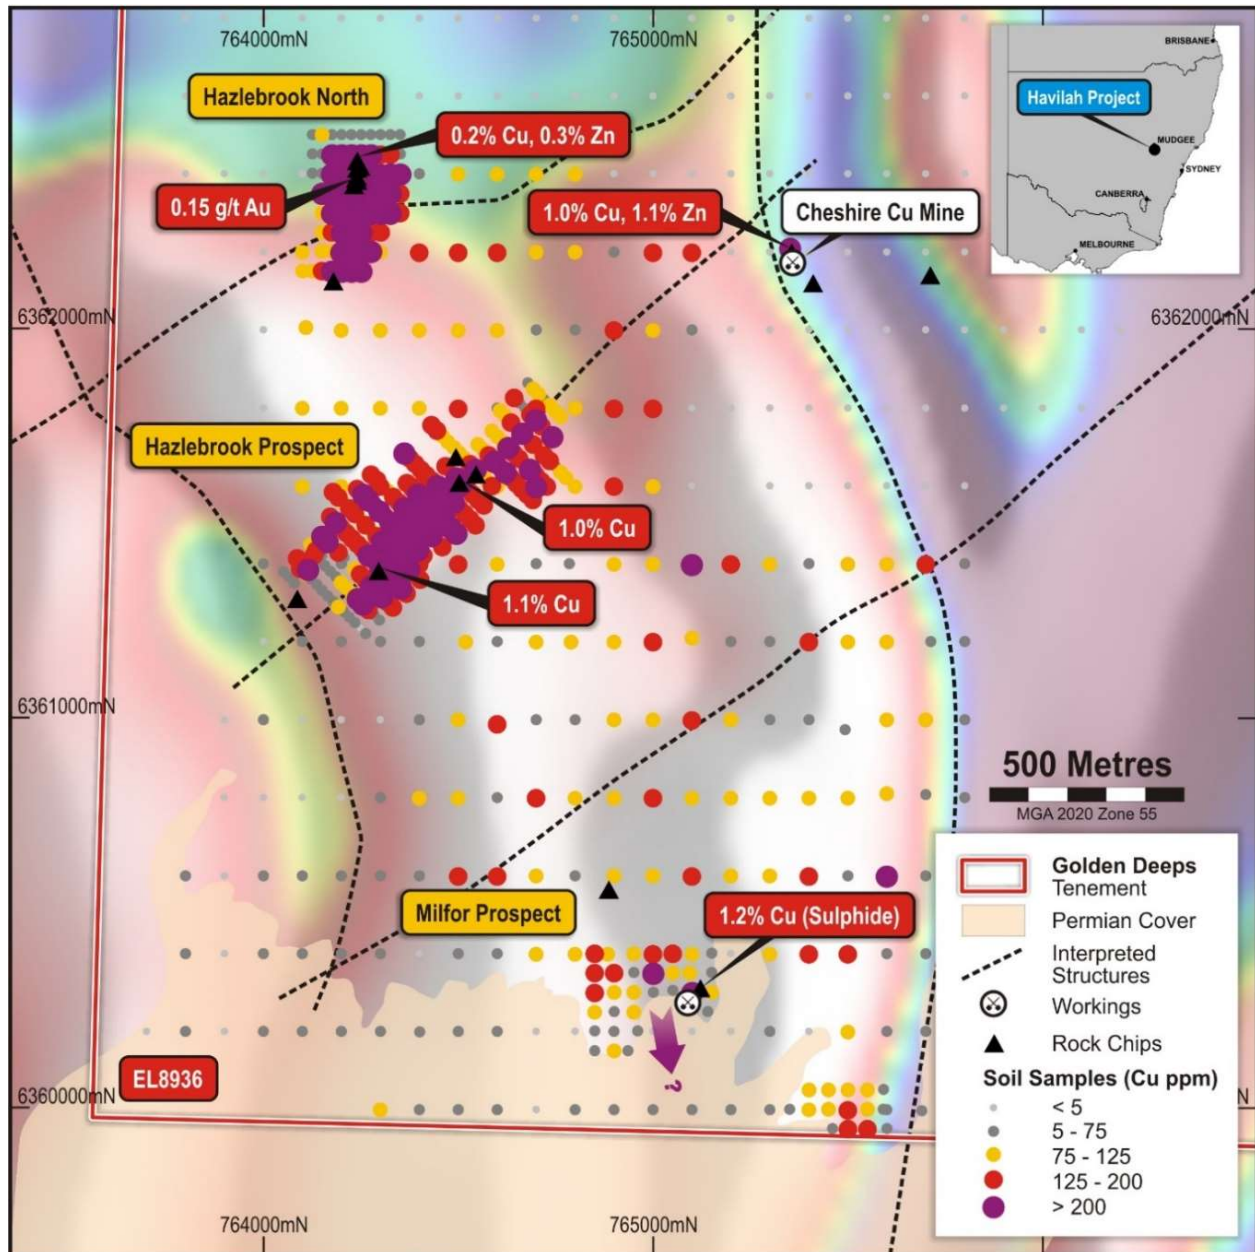 764000mN
765000mN
BRISBANE
Hazlebrook North
0.2% Cu, 0.3% Zn
Havilah Project
MUDGEE
SYDNEY
CANBERRA
MELBOURNE
0.15 g/t Au
1.0% Cu, 1.1% Zn
Cheshire Cu Mine
6362000mN
6362000mN
Hazlebrook Prospect
1.0% Cu
1.1% Cu
6361000mN
500 Metres
MGA 2020 Zone 55
Milfor Prospect
1.2% Cu (Sulphide)
?
EL8936
6360000mN
N
764000mN
765000mN
Golden Deeps
Tenement
Permian Cover
Interpreted
Structures
Workings
Rock Chips
Soil Samples (Cu ppm)
< 5
5 - 75
75 - 125
125 - 200
> 200